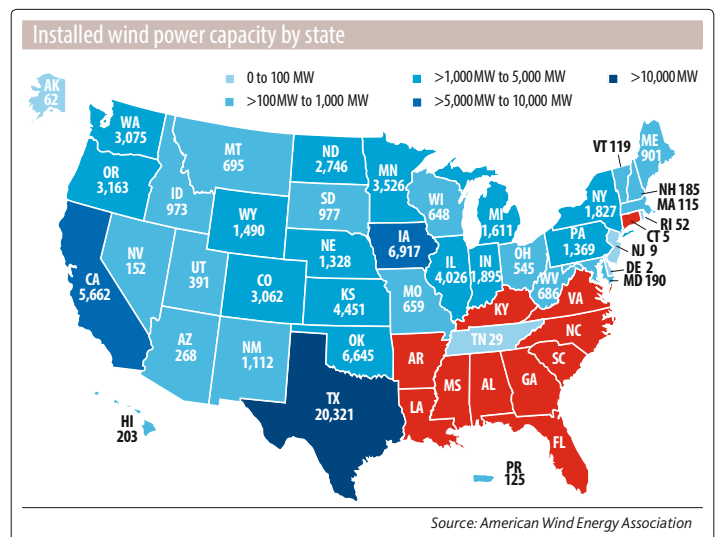 Installed wind power capacity by state
0 to 100 MW
>1,000MW to 5,000 MW
>10,000MW
>100MW to 1,000 MW
>5,000MW to 10,000 MW
AK
62
WA
3,075
OR
3,163
CA
5,662
ID
973
NV
152
MT
695
WY
1,490
UT
391
AZ
268
CO
3,062
NM
1,112
ND
2,746
SD
977
NE
1,328
KS
4,451
OK
6,645
TX
20,321
MN
3,526
IA
6,917
MO
659
AR
LA
WI
648
IL
4,026
MI
1,611
IN
1,895
OH
545
KY
TN 29
MS
AL
GA
FL
SC
NC
VA
WV
686
PA
1,369
NY
1,827
VT 119
ME
901
NH 185
MA 115
RI 52
CT 5
NJ 9
DE 2
MD 190
HI
203
PR
125
Source: American Wind Energy Association